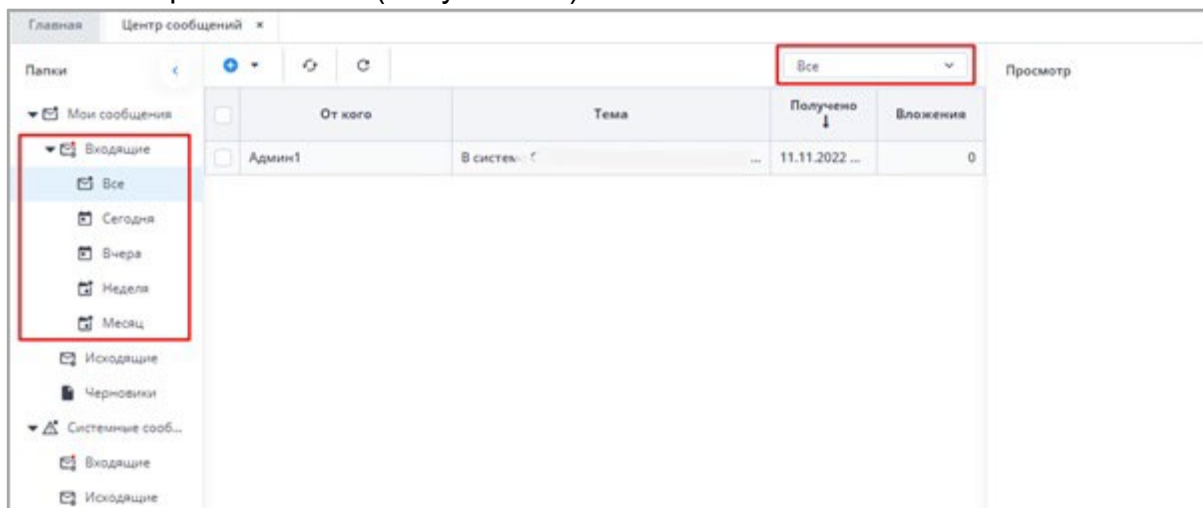 Главная Центр сообщений ×
Папки
Все
Просмотр
Мои сообщения
Входящие
Все
Сегодня
Вчера
Неделя
Месяц
Исходящие
Черновики
Системные сооб...
Входящие
Исходящие
От кого Тема Получено ↓ Вложения
Админ1 ... 11.11.2022 ... 0